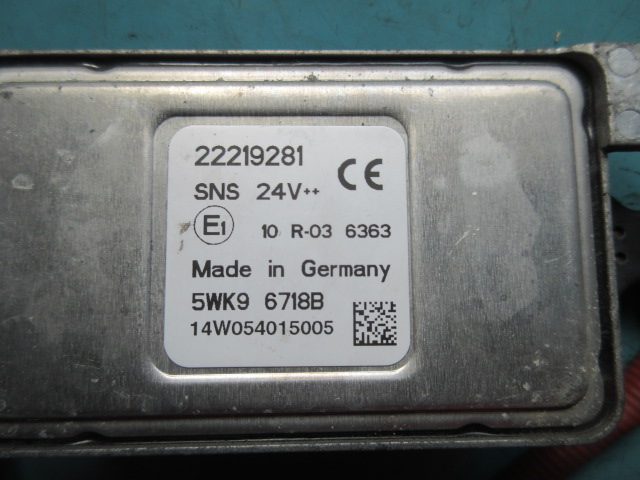 22219281
SNS 24V++ CE
E1 10 R-03 6363
Made in Germany
5WK9 6718B
14W054015005